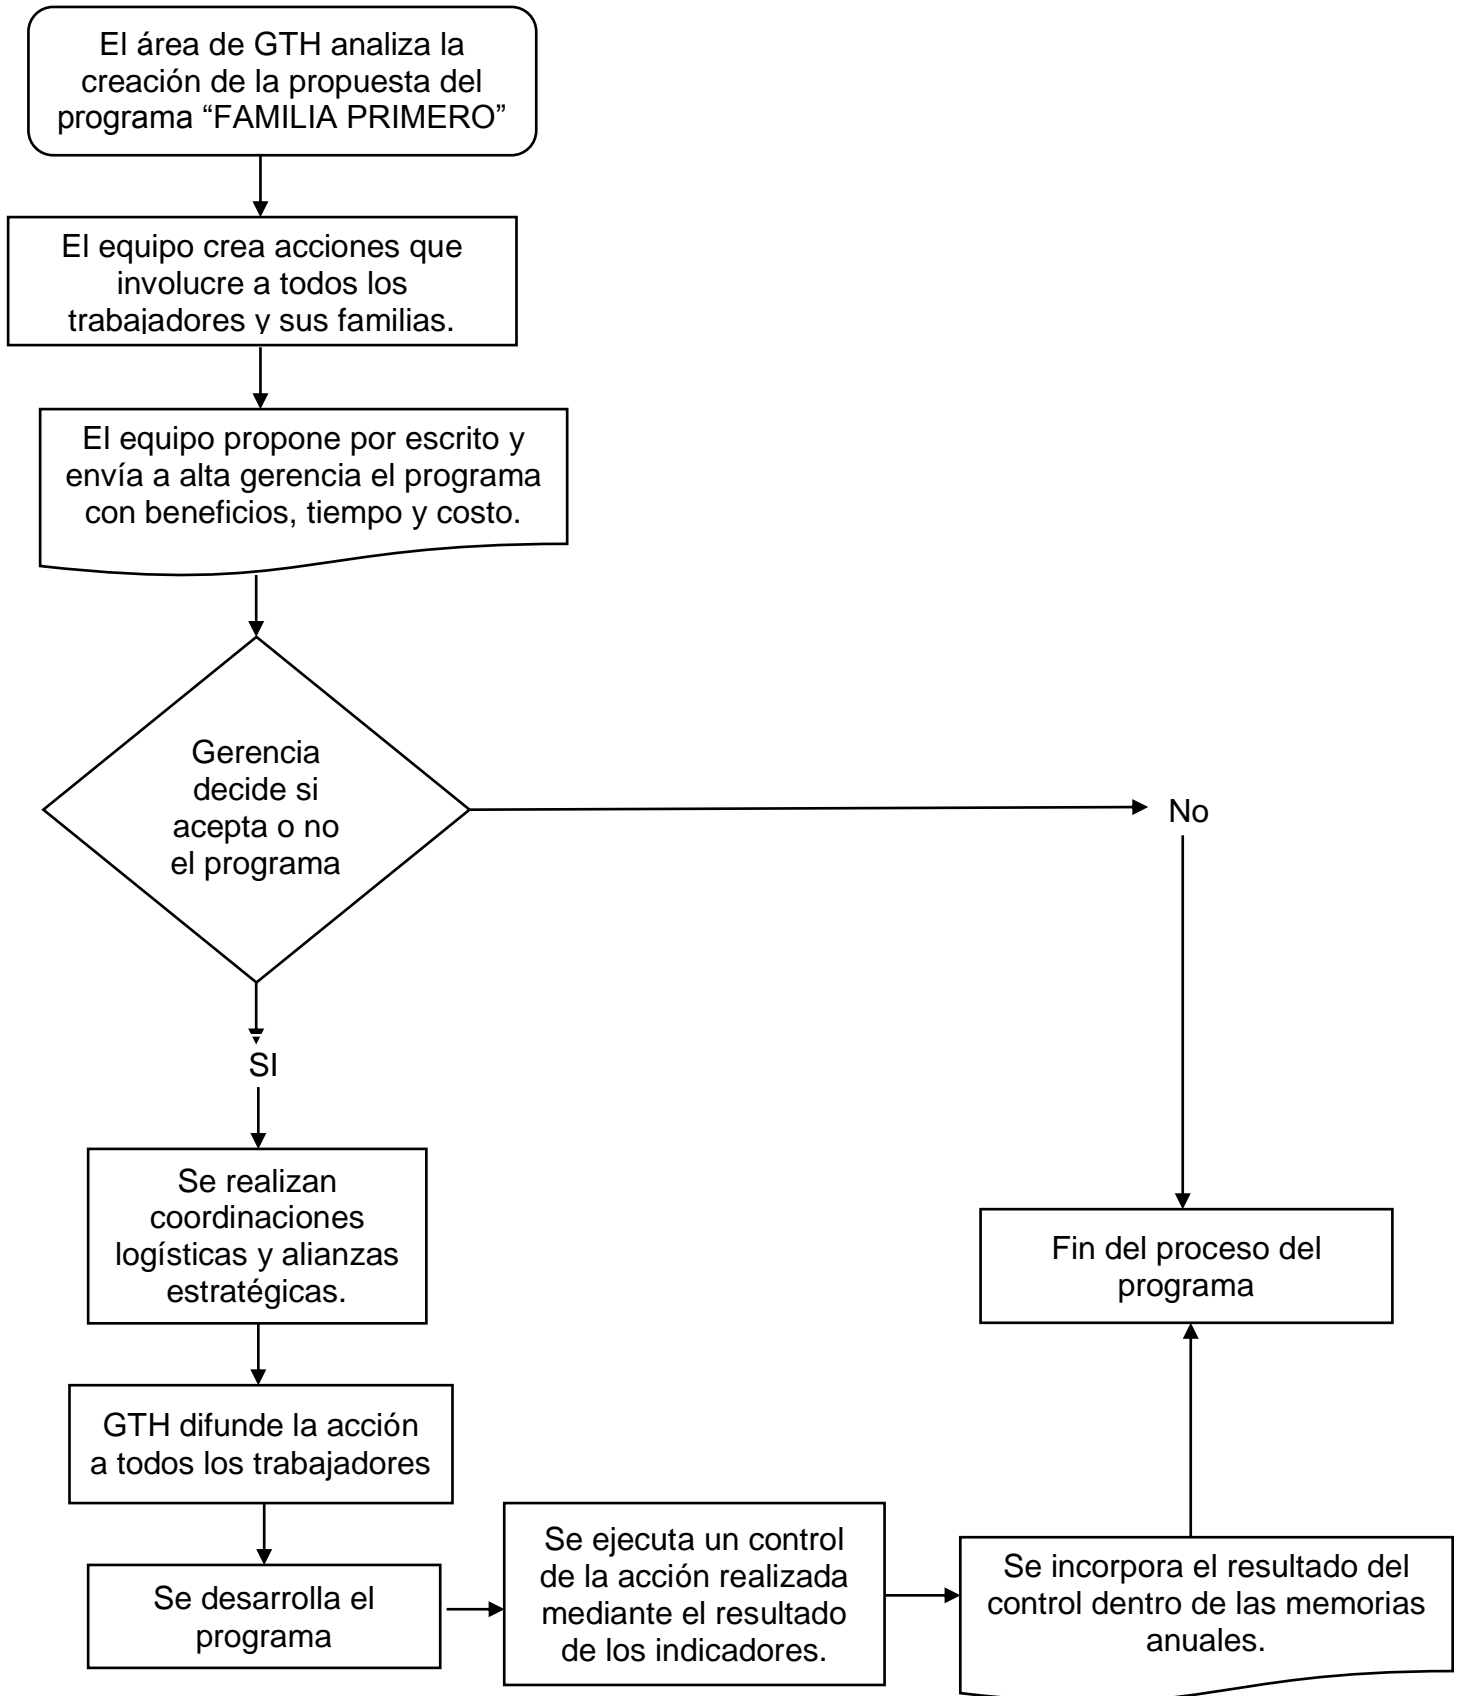 El área de GTH analiza la
creación de la propuesta del
programa “FAMILIA PRIMERO”
El equipo crea acciones que
involucre a todos los
trabajadores y sus familias.
El equipo propone por escrito y
envía a alta gerencia el programa
con beneficios, tiempo y costo.
Gerencia
decide si
acepta o no
el programa
No
SI
Se realizan
coordinaciones
logísticas y alianzas
estratégicas.
Fin del proceso del
programa
GTH difunde la acción
a todos los trabajadores
Se desarrolla el
programa
Se ejecuta un control
de la acción realizada
mediante el resultado
de los indicadores.
Se incorpora el resultado del
control dentro de las memorias
anuales.